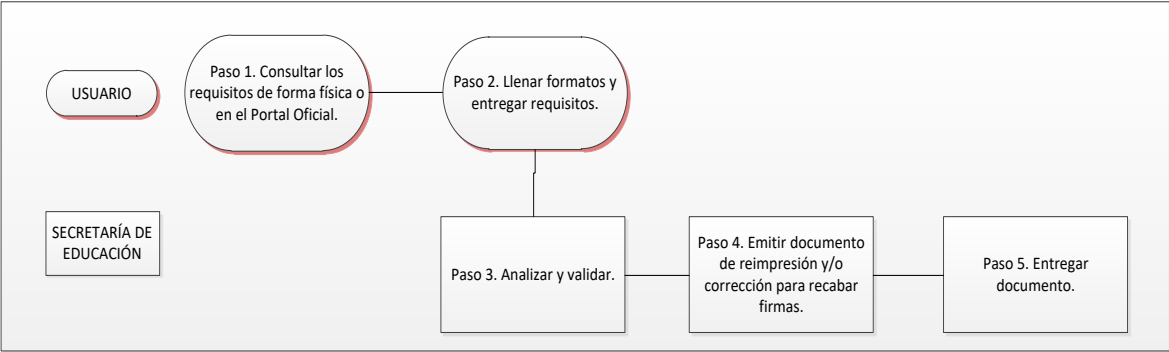 USUARIO
Paso 1. Consultar los
requisitos de forma física o
en el Portal Oficial.
Paso 2. Llenar formatos y
entregar requisitos.
SECRETARÍA DE
EDUCACIÓN
Paso 3. Analizar y validar.
Paso 4. Emitir documento
de reimpresión y/o
corrección para recabar
firmas.
Paso 5. Entregar
documento.